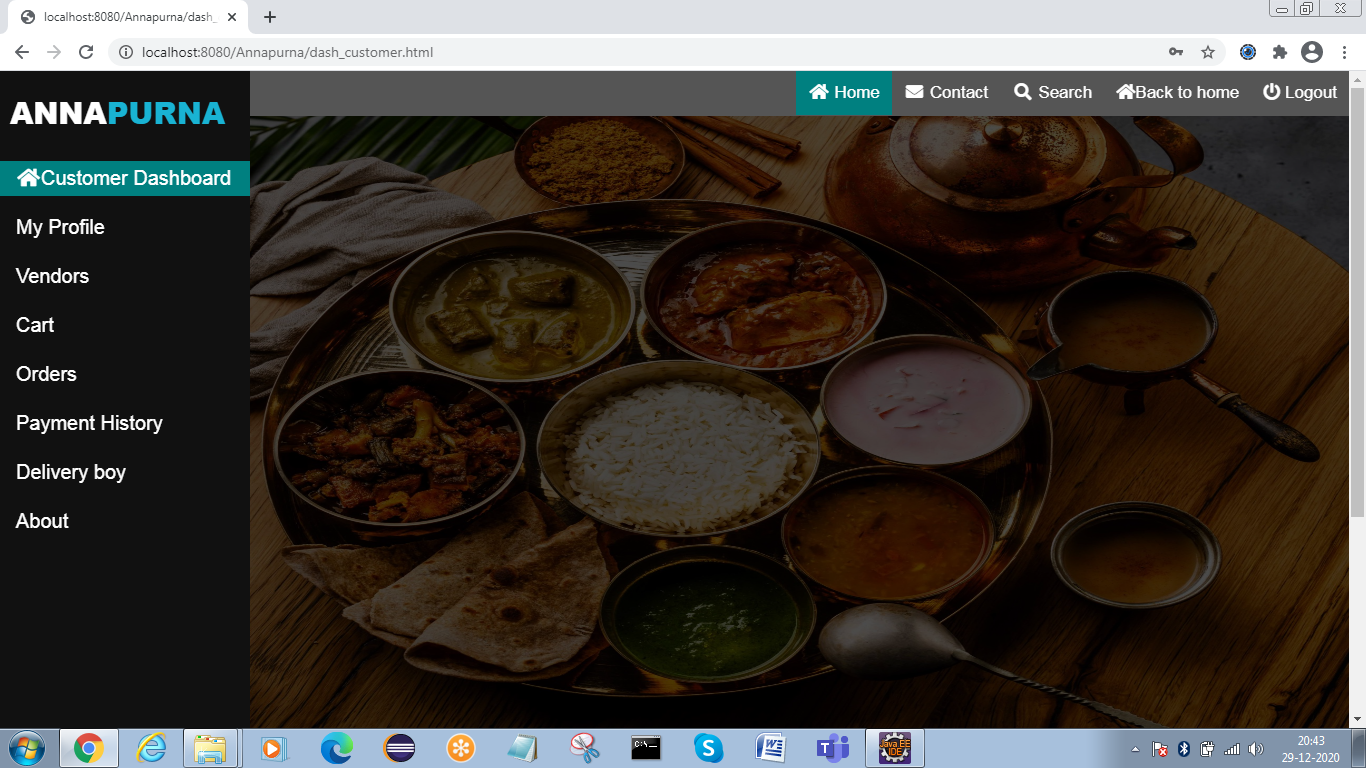 localhost:8080/Annapurna/dash_
localhost:8080/Annapurna/dash_customer.html
ANNAPURNA
Home Contact Search Back to home Logout
Customer Dashboard
My Profile
Vendors
Cart
Orders
Payment History
Delivery boy
About
Java EE
IDE
20:43
29-12-2020